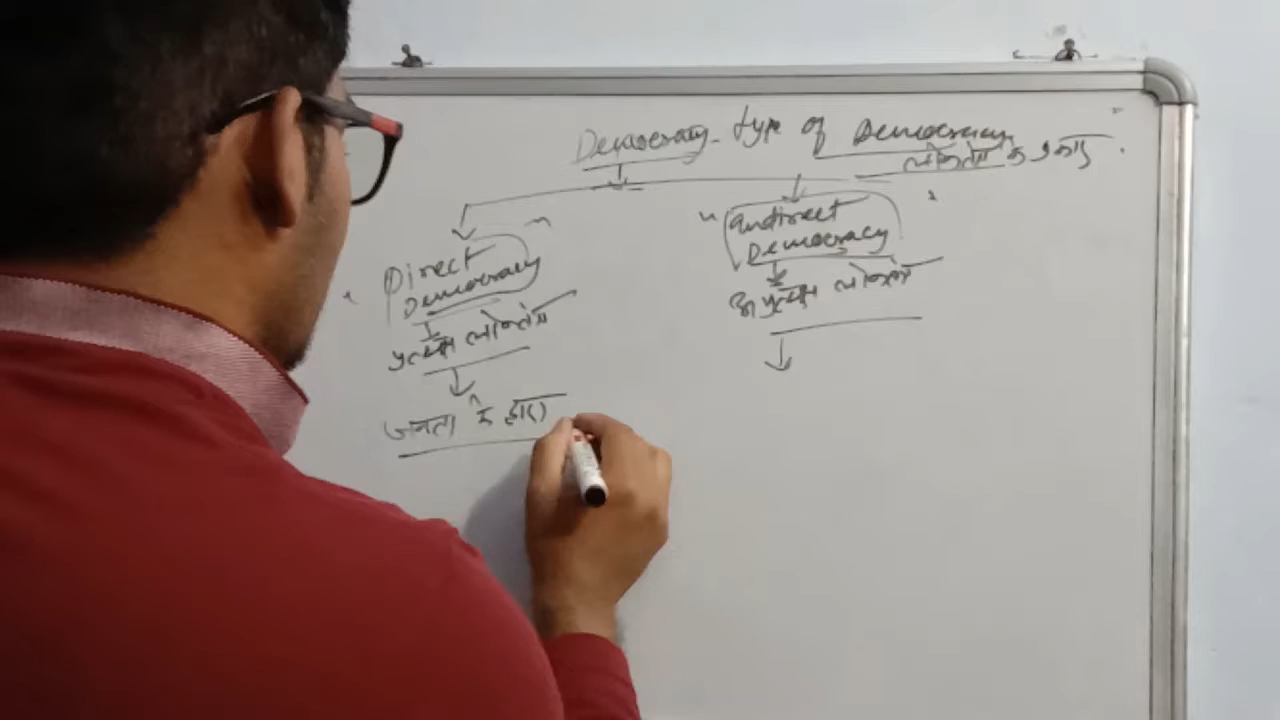 Democracy - type of Democracy
लोकतंत्र के प्रकार
Direct
Democracy
प्रत्यक्ष लोकतंत्र
जनता के द्वारा
Indirect
Democracy
अप्रत्यक्ष लोकतंत्र